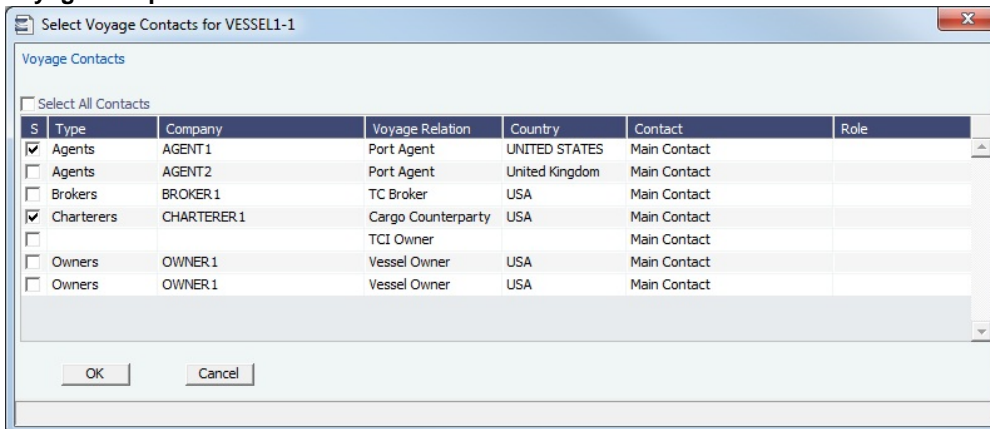 Select Voyage Contacts for VESSEL1-1
Voyage Contacts
Select All Contacts
S Type Company Voyage Relation Country Contact Role
Agents AGENT1 Port Agent UNITED STATES Main Contact
Agents AGENT2 Port Agent United Kingdom Main Contact
Brokers BROKER1 TC Broker USA Main Contact
Charterers CHARTERER1 Cargo Counterparty USA Main Contact
TCI Owner Main Contact
Owners OWNER1 Vessel Owner USA Main Contact
Owners OWNER1 Vessel Owner USA Main Contact
OK Cancel